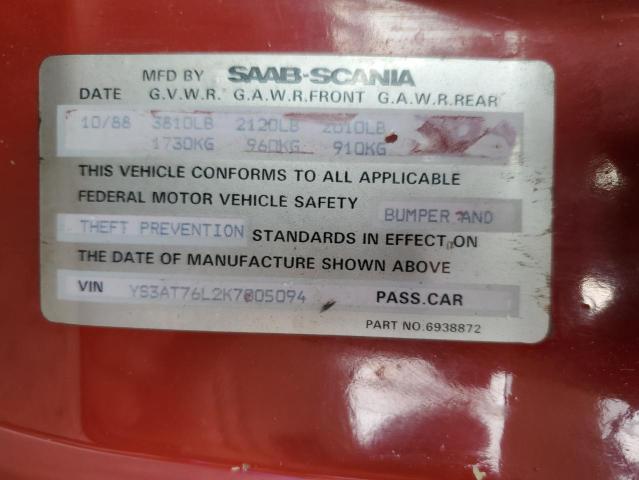 MFD BY SAAB-SCANIA
DATE G.V.W.R. G.A.W.R.FRONT G.A.W.R.REAR
10/88 3810LB 2120LB 2010LB
1730KG 960KG 910KG
THIS VEHICLE CONFORMS TO ALL APPLICABLE
FEDERAL MOTOR VEHICLE SAFETY BUMPER AND
THEFT PREVENTION STANDARDS IN EFFECT ON
THE DATE OF MANUFACTURE SHOWN ABOVE
VIN YS3AT76L2K7005094 PASS.CAR
PART NO.6938872